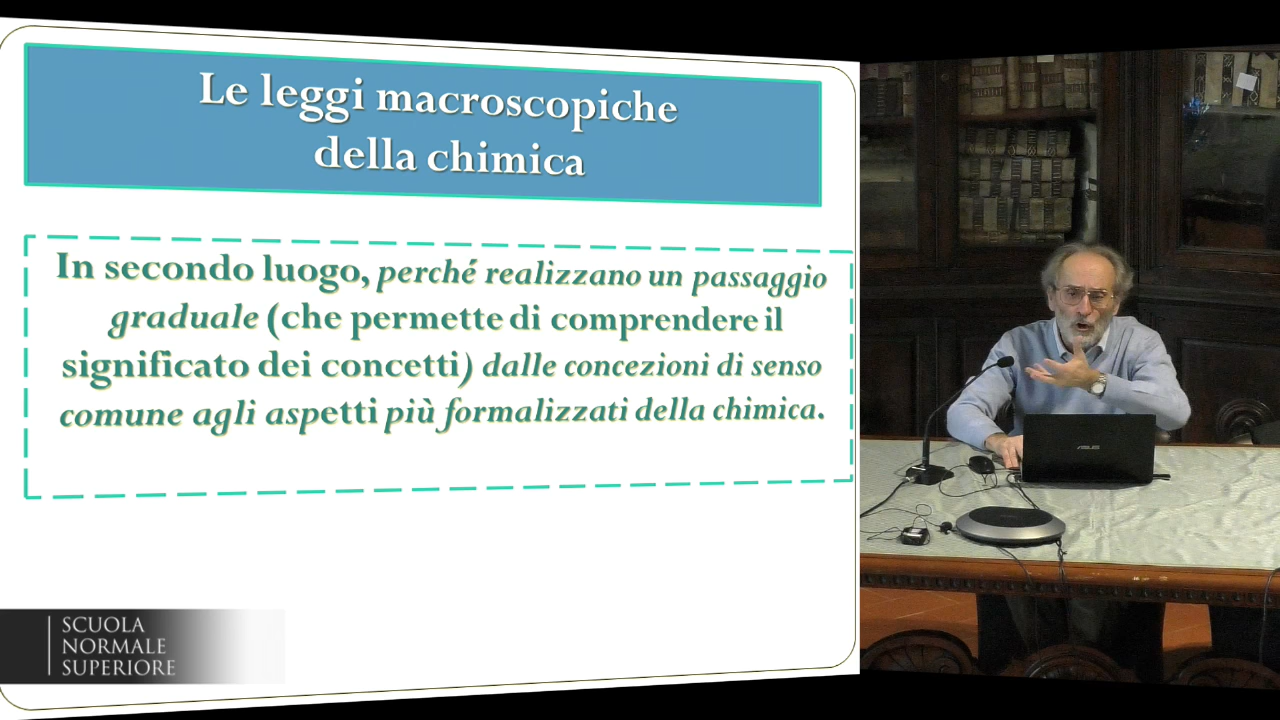 Le leggi macroscopiche
della chimica
In secondo luogo, perché realizzano un passaggio
graduale (che permette di comprendere il
significato dei concetti) dalle concezioni di senso
comune agli aspetti più formalizzati della chimica.
SCUOLA
NORMALE
SUPERIORE
ASUS